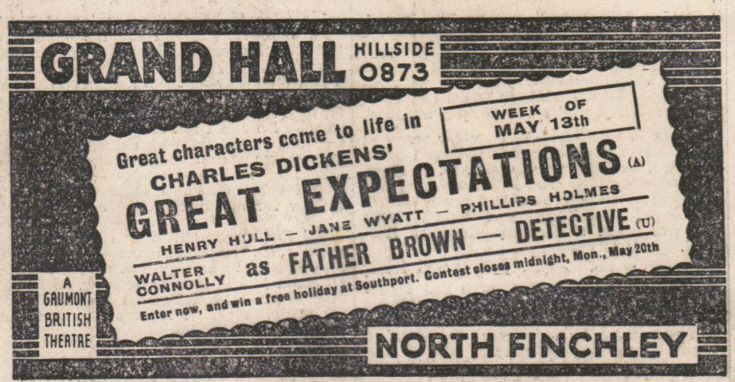 GRAND HALL HILLSIDE 0873
WEEK OF
MAY 13th
Great characters come to life in
CHARLES DICKENS'
GREAT EXPECTATIONS (A)
HENRY HULL – JANE WYATT – PHILLIPS HOLMES
WALTER CONNOLLY as FATHER BROWN – DETECTIVE (U)
Enter now, and win a free holiday at Southport. Contest closes midnight, Mon., May 20th
A
GAUMONT
BRITISH
THEATRE
NORTH FINCHLEY